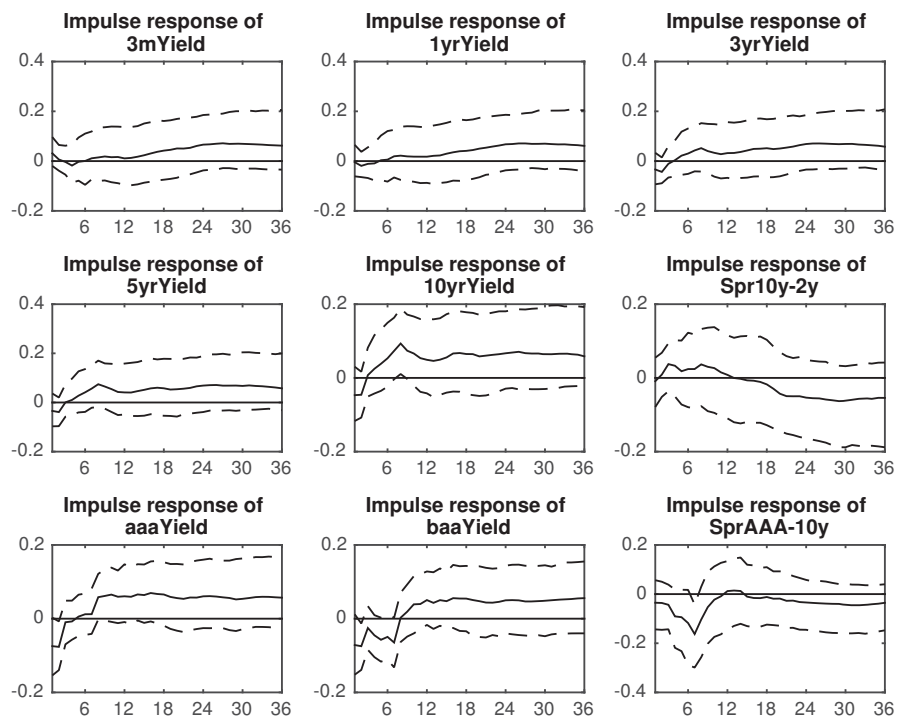 Impulse response of
3mYield
Impulse response of
1yrYield
Impulse response of
3yrYield
0.4
0.2
0
-0.2
6 12 18 24 30 36
0.4
0.2
0
-0.2
6 12 18 24 30 36
0.4
0.2
0
-0.2
6 12 18 24 30 36
Impulse response of
5yrYield
Impulse response of
10yrYield
Impulse response of
Spr10y-2y
0.4
0.2
0
-0.2
6 12 18 24 30 36
0.2
0
-0.2
6 12 18 24 30 36
0.2
0
-0.2
6 12 18 24 30 36
Impulse response of
aaaYield
Impulse response of
baaYield
Impulse response of
SprAAA-10y
0.2
0
-0.2
6 12 18 24 30 36
0.2
0
-0.2
6 12 18 24 30 36
0.2
0
-0.2
-0.4
6 12 18 24 30 36